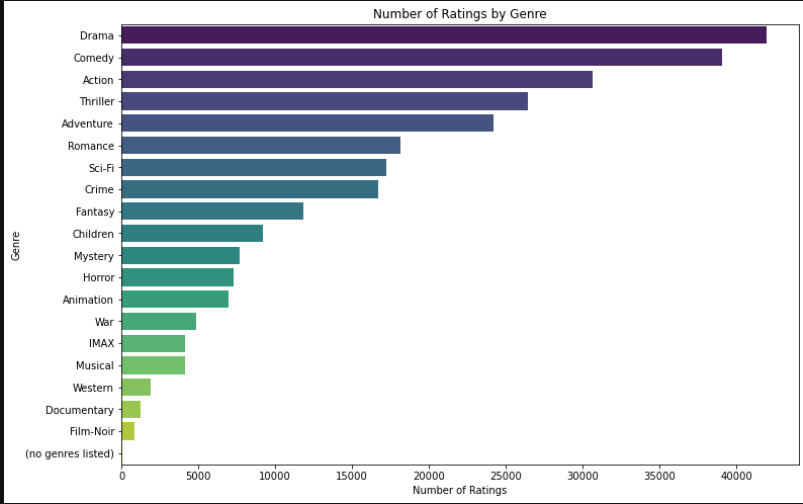 Number of Ratings by Genre
Genre
Drama
Comedy
Action
Thriller
Adventure
Romance
Sci-Fi
Crime
Fantasy
Children
Mystery
Horror
Animation
War
IMAX
Musical
Western
Documentary
Film-Noir
(no genres listed)
0 5000 10000 15000 20000 25000 30000 35000 40000
Number of Ratings